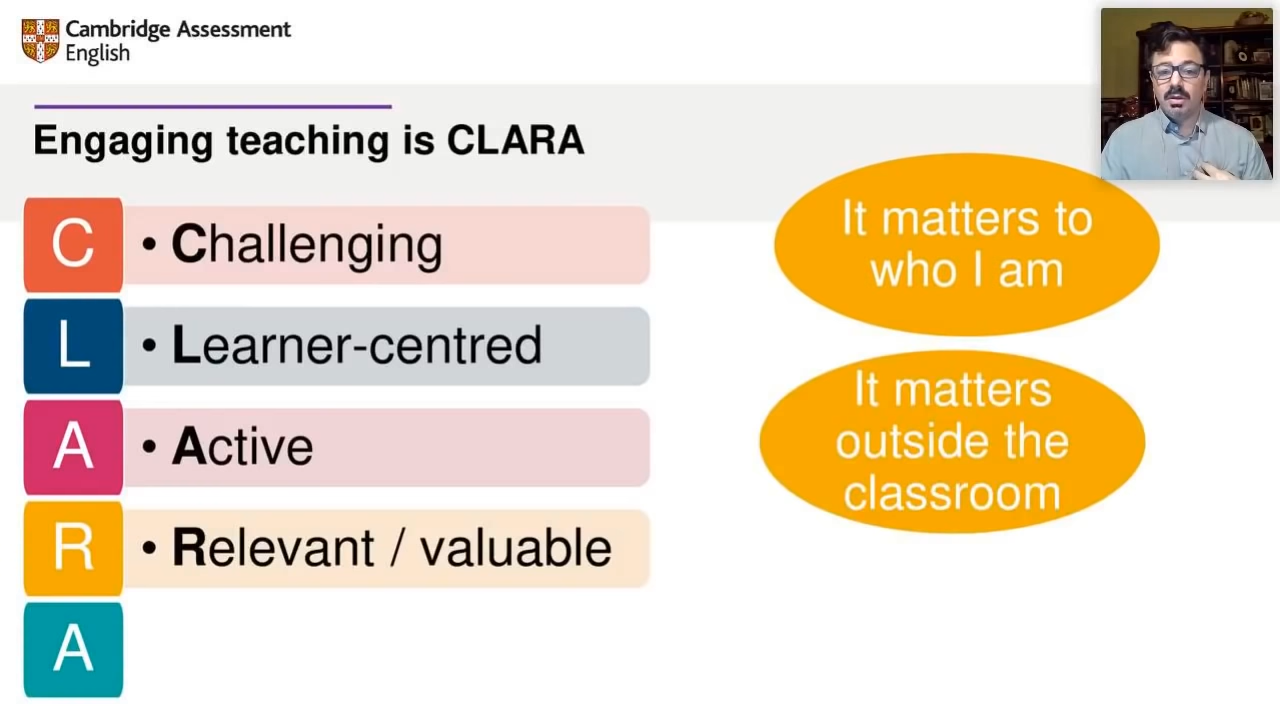 Cambridge Assessment
English
Engaging teaching is CLARA
C
• Challenging
L
• Learner-centred
A
• Active
R
• Relevant / valuable
A
It matters to
who I am
It matters
outside the
classroom